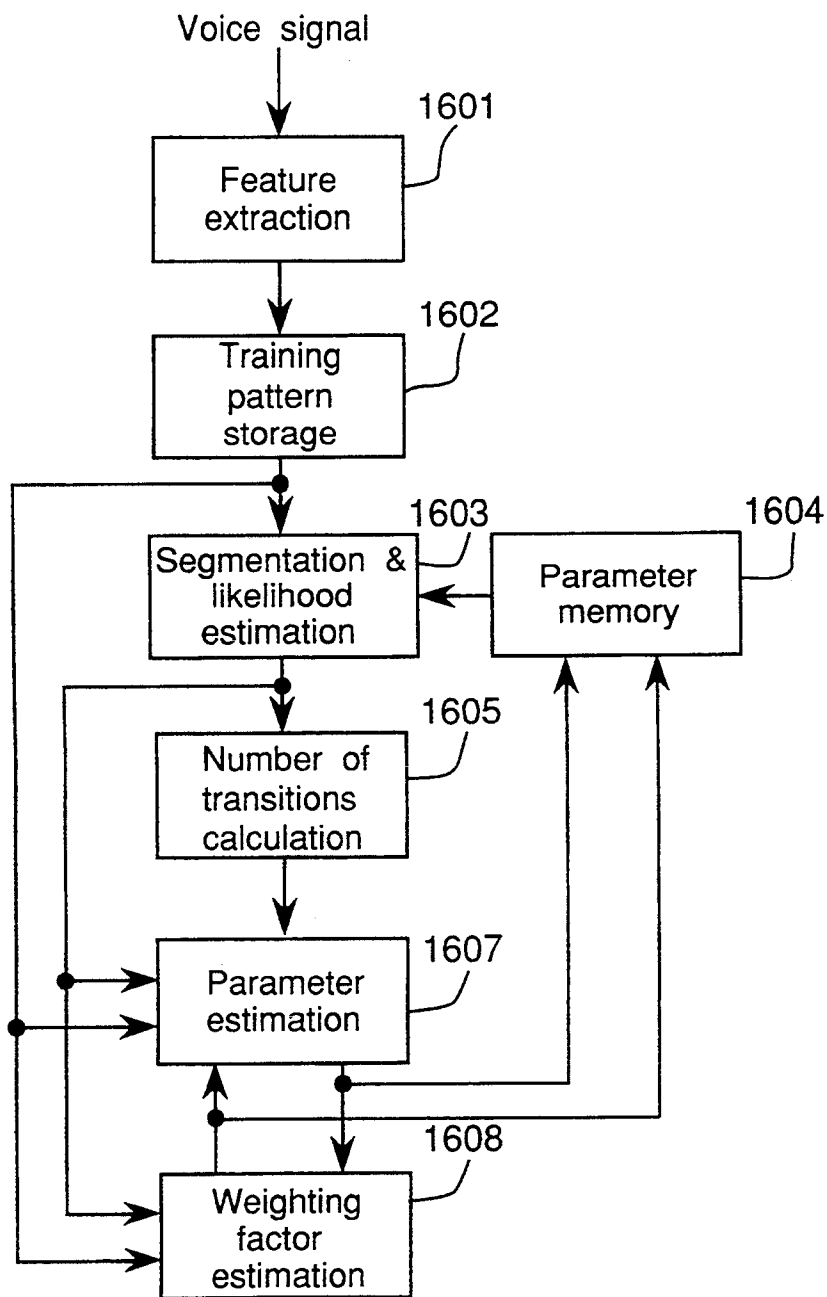 Voice signal
1601
Feature
extraction
1602
Training
pattern
storage
1603
Segmentation &
likelihood
estimation
1604
Parameter
memory
1605
Number of
transitions
calculation
1607
Parameter
estimation
1608
Weighting
factor
estimation